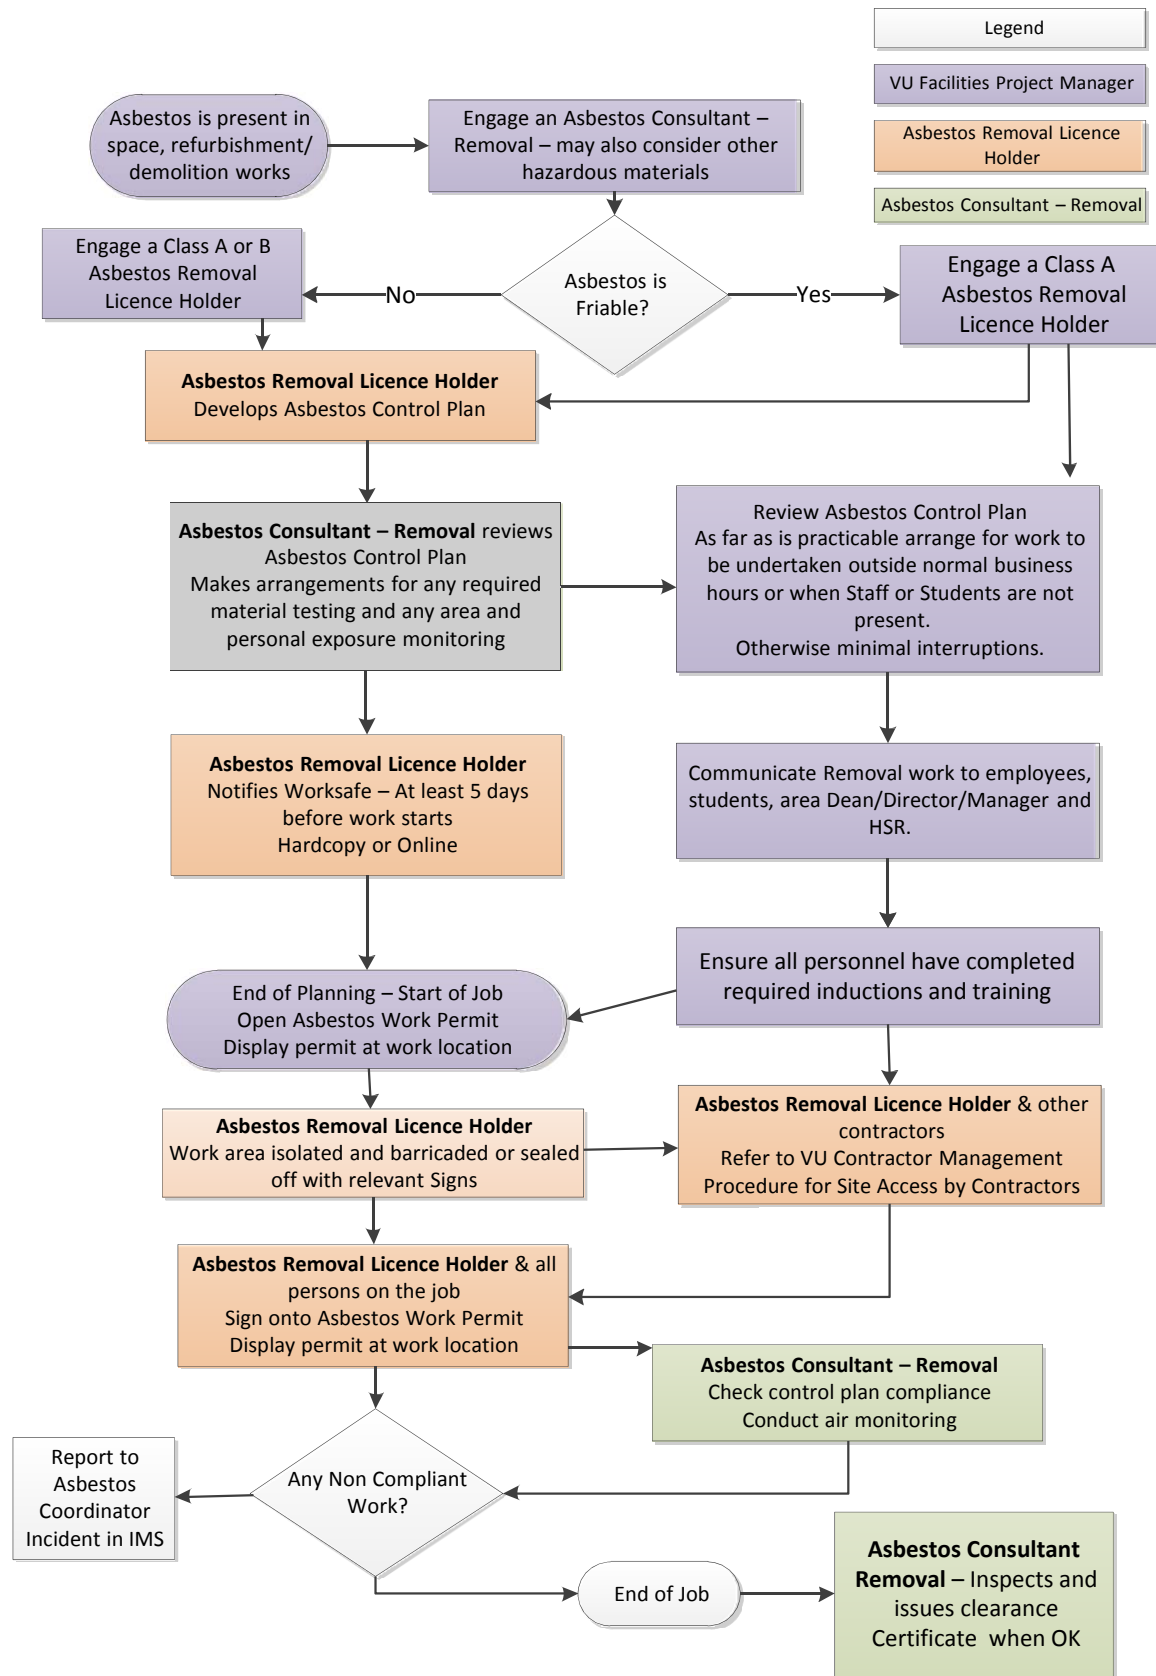 Legend
VU Facilities Project Manager
Asbestos Removal Licence
Holder
Asbestos Consultant – Removal
Asbestos is present in
space, refurbishment/
demolition works
Engage an Asbestos Consultant –
Removal – may also consider other
hazardous materials
Asbestos is
Friable?
No
Yes
Engage a Class A or B
Asbestos Removal
Licence Holder
Engage a Class A
Asbestos Removal
Licence Holder
Asbestos Removal Licence Holder
Develops Asbestos Control Plan
Asbestos Consultant – Removal reviews
Asbestos Control Plan
Makes arrangements for any required
material testing and any area and
personal exposure monitoring
Review Asbestos Control Plan
As far as is practicable arrange for work to
be undertaken outside normal business
hours or when Staff or Students are not
present.
Otherwise minimal interruptions.
Asbestos Removal Licence Holder
Notifies Worksafe – At least 5 days
before work starts
Hardcopy or Online
Communicate Removal work to employees,
students, area Dean/Director/Manager and
HSR.
Ensure all personnel have completed
required inductions and training
End of Planning – Start of Job
Open Asbestos Work Permit
Display permit at work location
Asbestos Removal Licence Holder
Work area isolated and barricaded or sealed
off with relevant Signs
Asbestos Removal Licence Holder & other
contractors
Refer to VU Contractor Management
Procedure for Site Access by Contractors
Asbestos Removal Licence Holder & all
persons on the job
Sign onto Asbestos Work Permit
Display permit at work location
Asbestos Consultant – Removal
Check control plan compliance
Conduct air monitoring
Any Non Compliant
Work?
Report to
Asbestos
Coordinator
Incident in IMS
End of Job
Asbestos Consultant
Removal – Inspects and
issues clearance
Certificate when OK